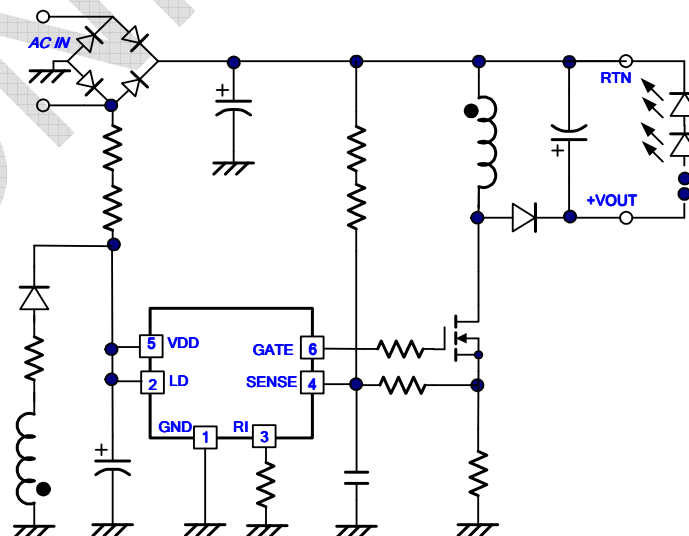 AC IN
RTN
+
+
+VOUT
5 VDD
GATE 6
2 LD
SENSE 4
GND
RI
1
3
+